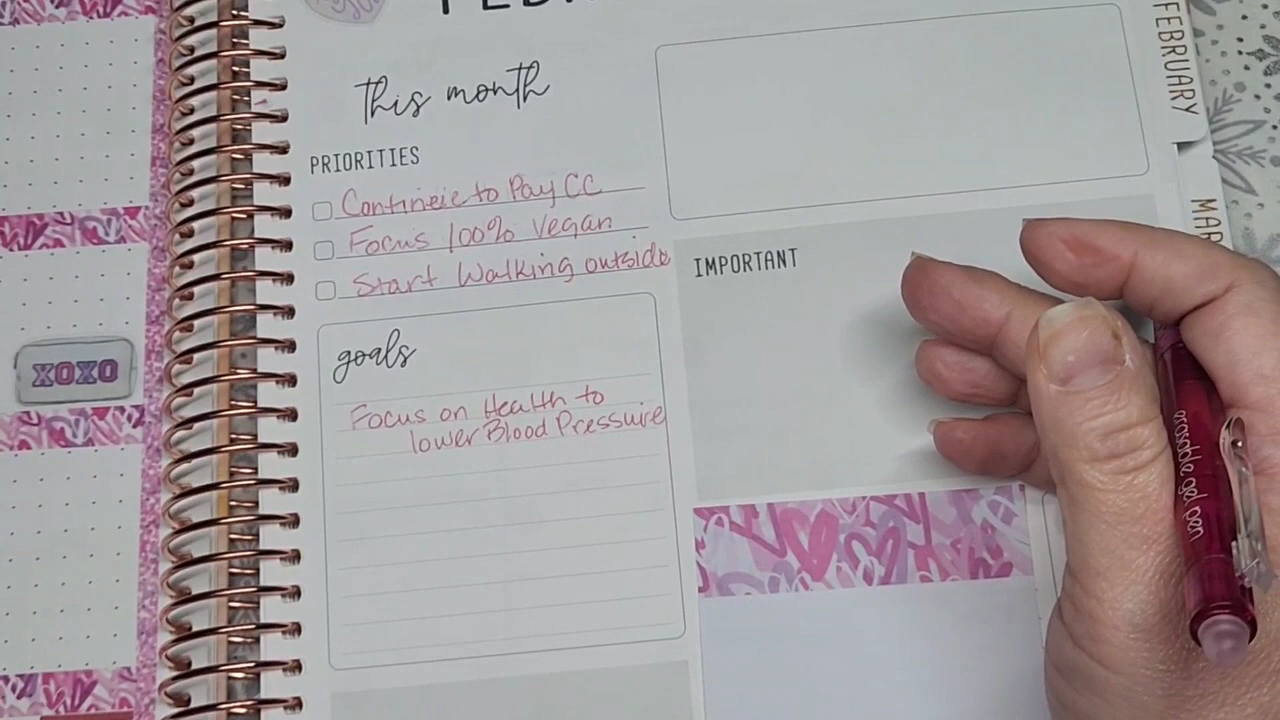 this month
FEBRUARY
PRIORITIES
Continue to Pay CC
Focus 100% Vegan
Start Walking outside
MAR
IMPORTANT
goals
XOXO
Focus on Health to
lower Blood Pressure
erasable gel pen